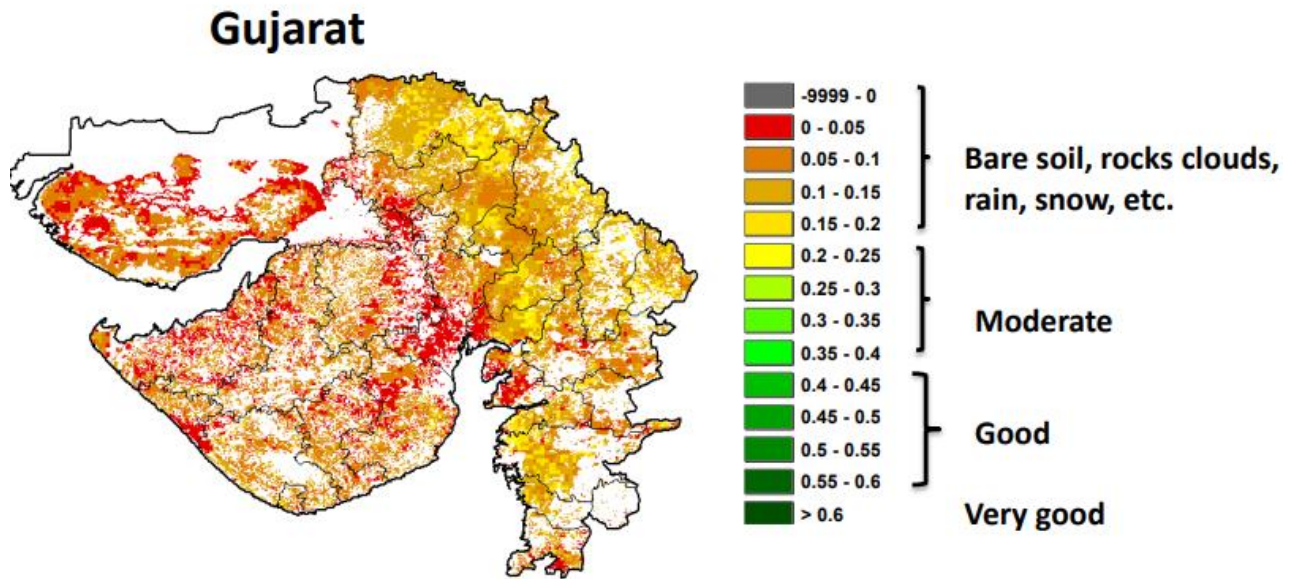 Gujarat
-9999 - 0
0 - 0.05
0.05 - 0.1
0.1 - 0.15
0.15 - 0.2
0.2 - 0.25
0.25 - 0.3
0.3 - 0.35
0.35 - 0.4
0.4 - 0.45
0.45 - 0.5
0.5 - 0.55
0.55 - 0.6
> 0.6
Bare soil, rocks clouds,
rain, snow, etc.
Moderate
Good
Very good